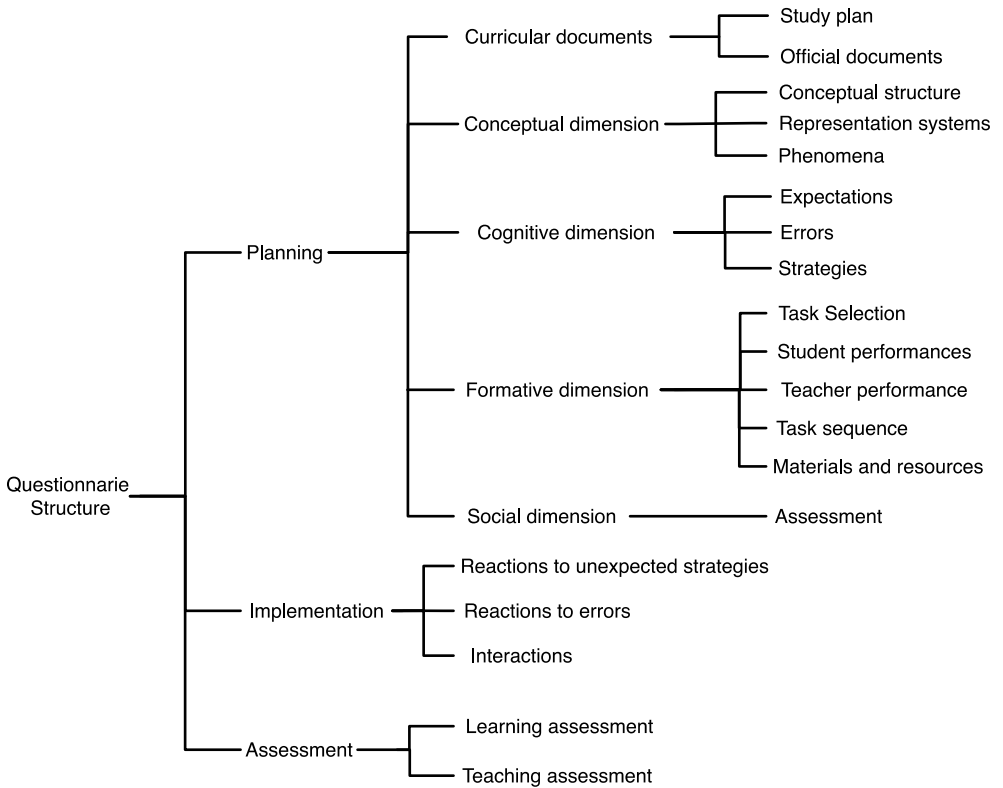 Questionnarie
Structure
Planning
Curricular documents
Study plan
Official documents
Conceptual dimension
Conceptual structure
Representation systems
Phenomena
Cognitive dimension
Expectations
Errors
Strategies
Formative dimension
Task Selection
Student performances
Teacher performance
Task sequence
Materials and resources
Social dimension
Assessment
Implementation
Reactions to unexpected strategies
Reactions to errors
Interactions
Assessment
Learning assessment
Teaching assessment